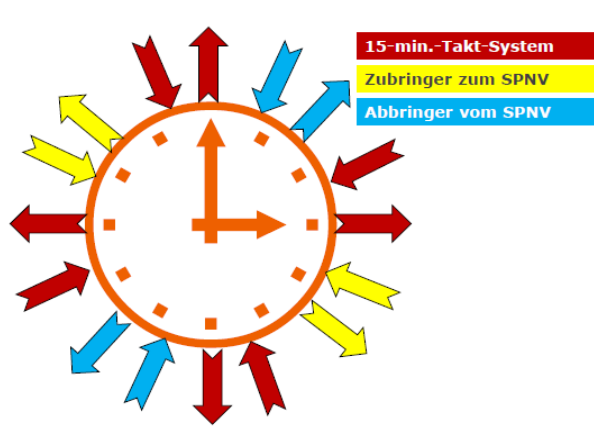 15-min.-Takt-System
Zubringer zum SPNV
Abbringer vom SPNV